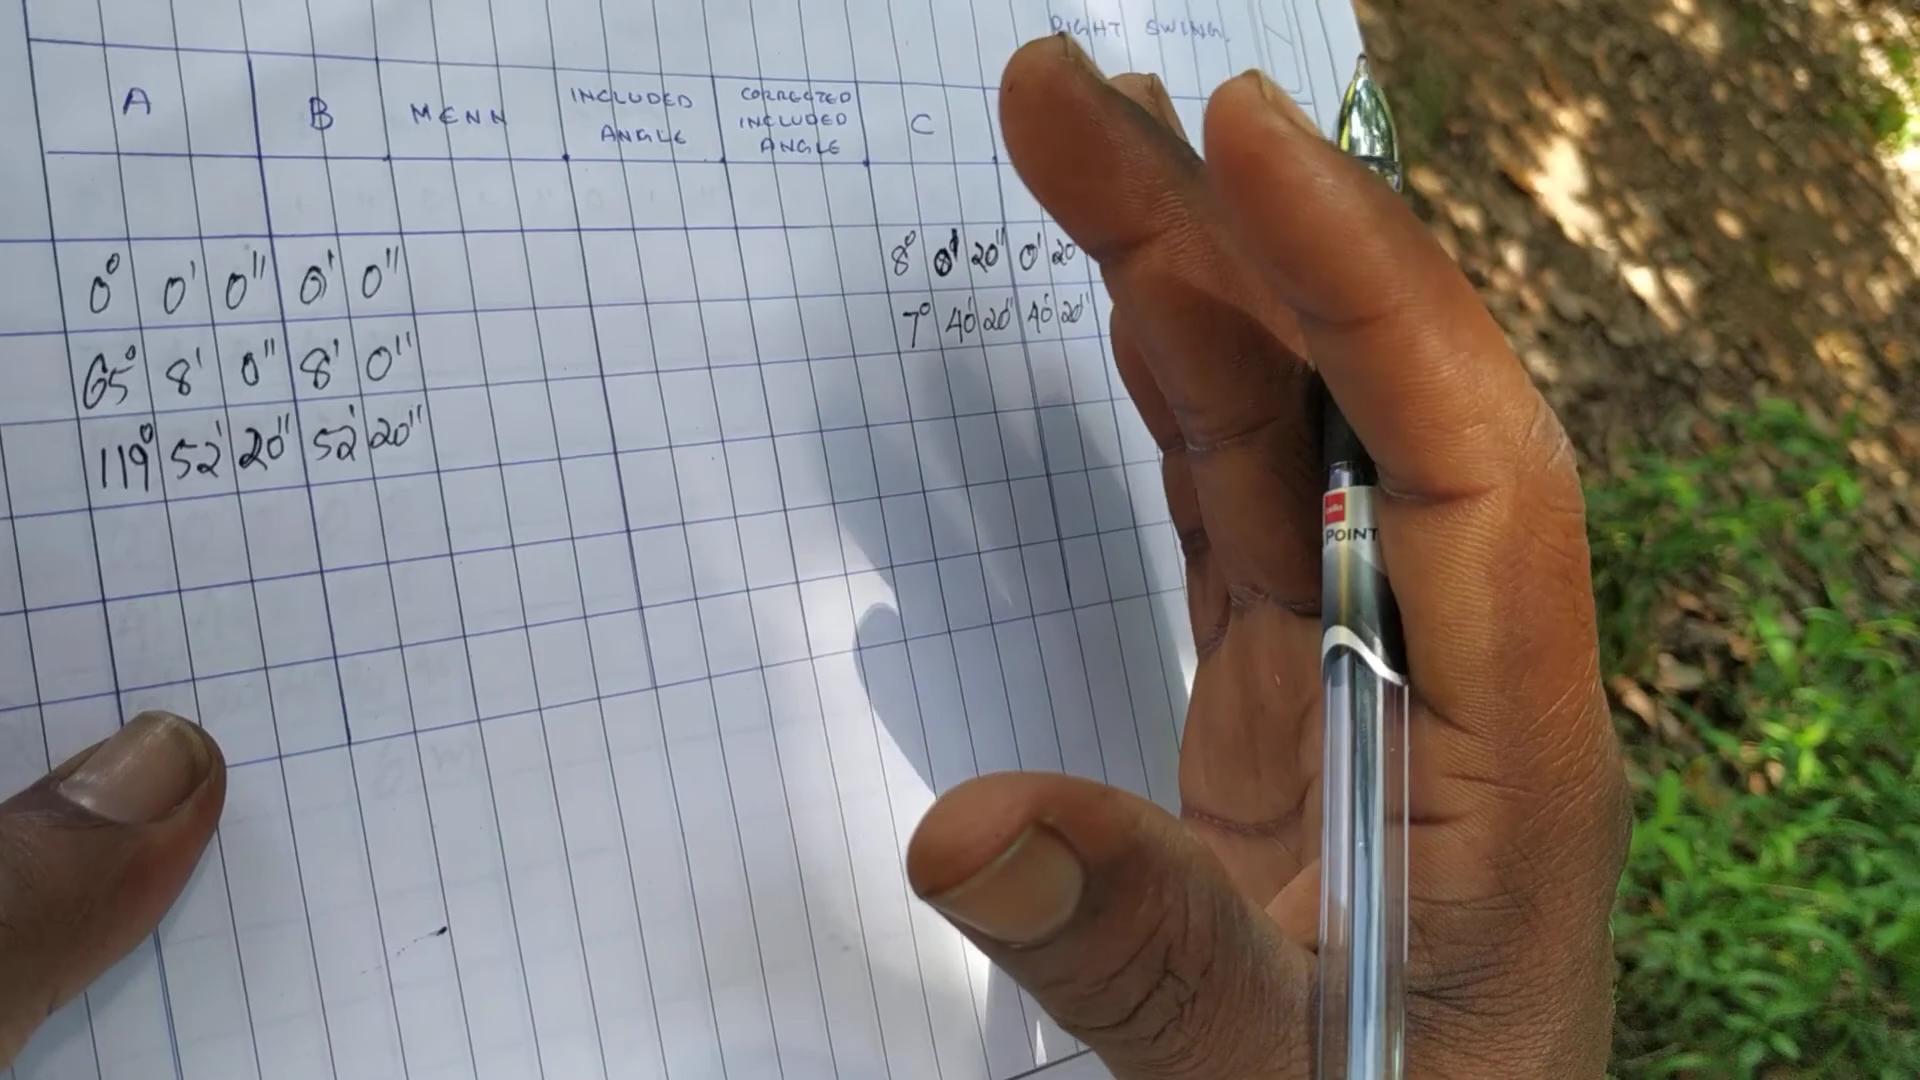 RIGHT SWING.
A B MENN INCLUDED ANGLE CORRECTED INCLUDED ANGLE C
0° 0' 0" 0' 0" 8° 0' 20" 0' 20
65° 8' 0" 8' 0" 7° 40' 20" 40' 20"
119° 52' 20" 52' 20"
POINT